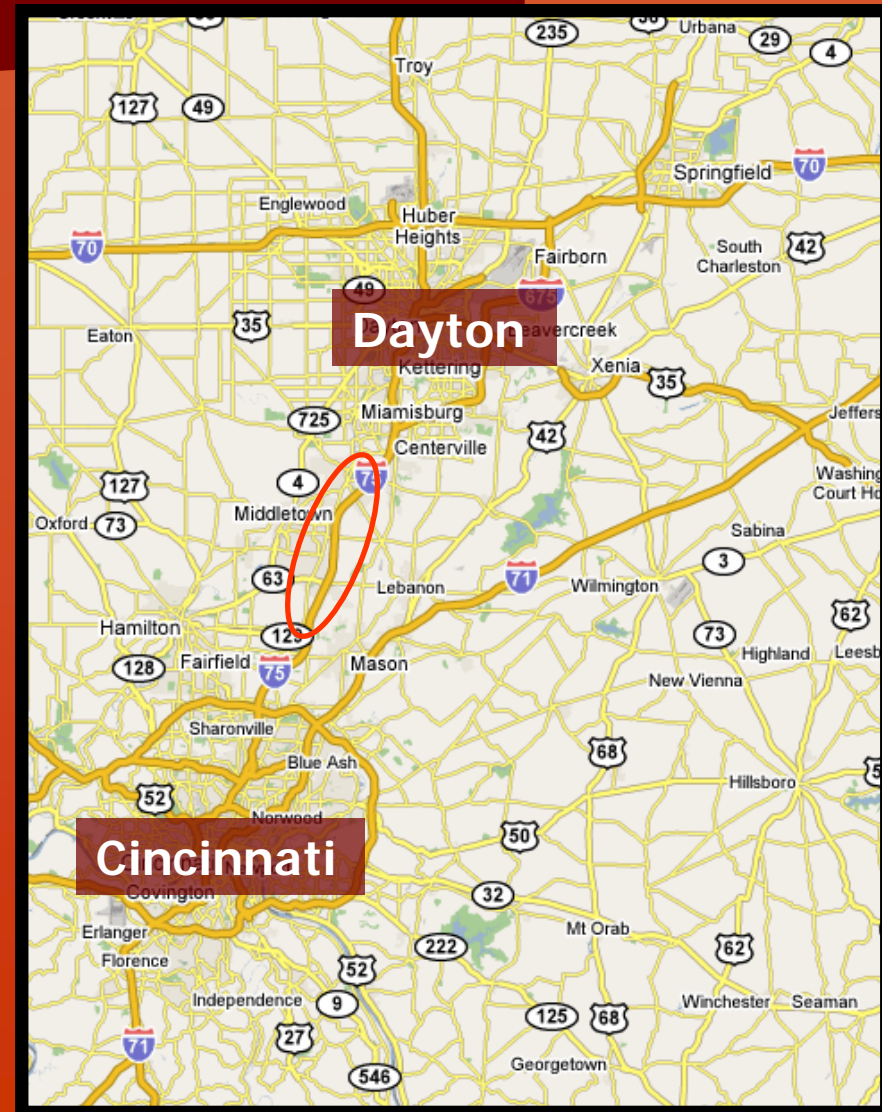 235
Urbana
29
4
Troy
127
49
Springfield
70
Englewood
Huber
Heights
70
Fairborn
South
Charleston
42
49
675
35
Dayton
Beavercreek
Eaton
Kettering
Xenia
35
Miamisburg
725
Jeffers
42
Centerville
75
127
4
Washing
Court Ho
Middletown
Oxford
73
Sabina
3
63
Lebanon
71
Wilmington
62
Hamilton
129
73
Highland
Leesb
128
Fairfield
75
Mason
New Vienna
Sharonville
68
Blue Ash
Hillsboro
52
Norwood
50
Cincinnati
Covington
32
Erlanger
Mt Orab
222
62
Florence
52
Independence
9
Winchester
Seaman
125
68
27
71
Georgetown
546